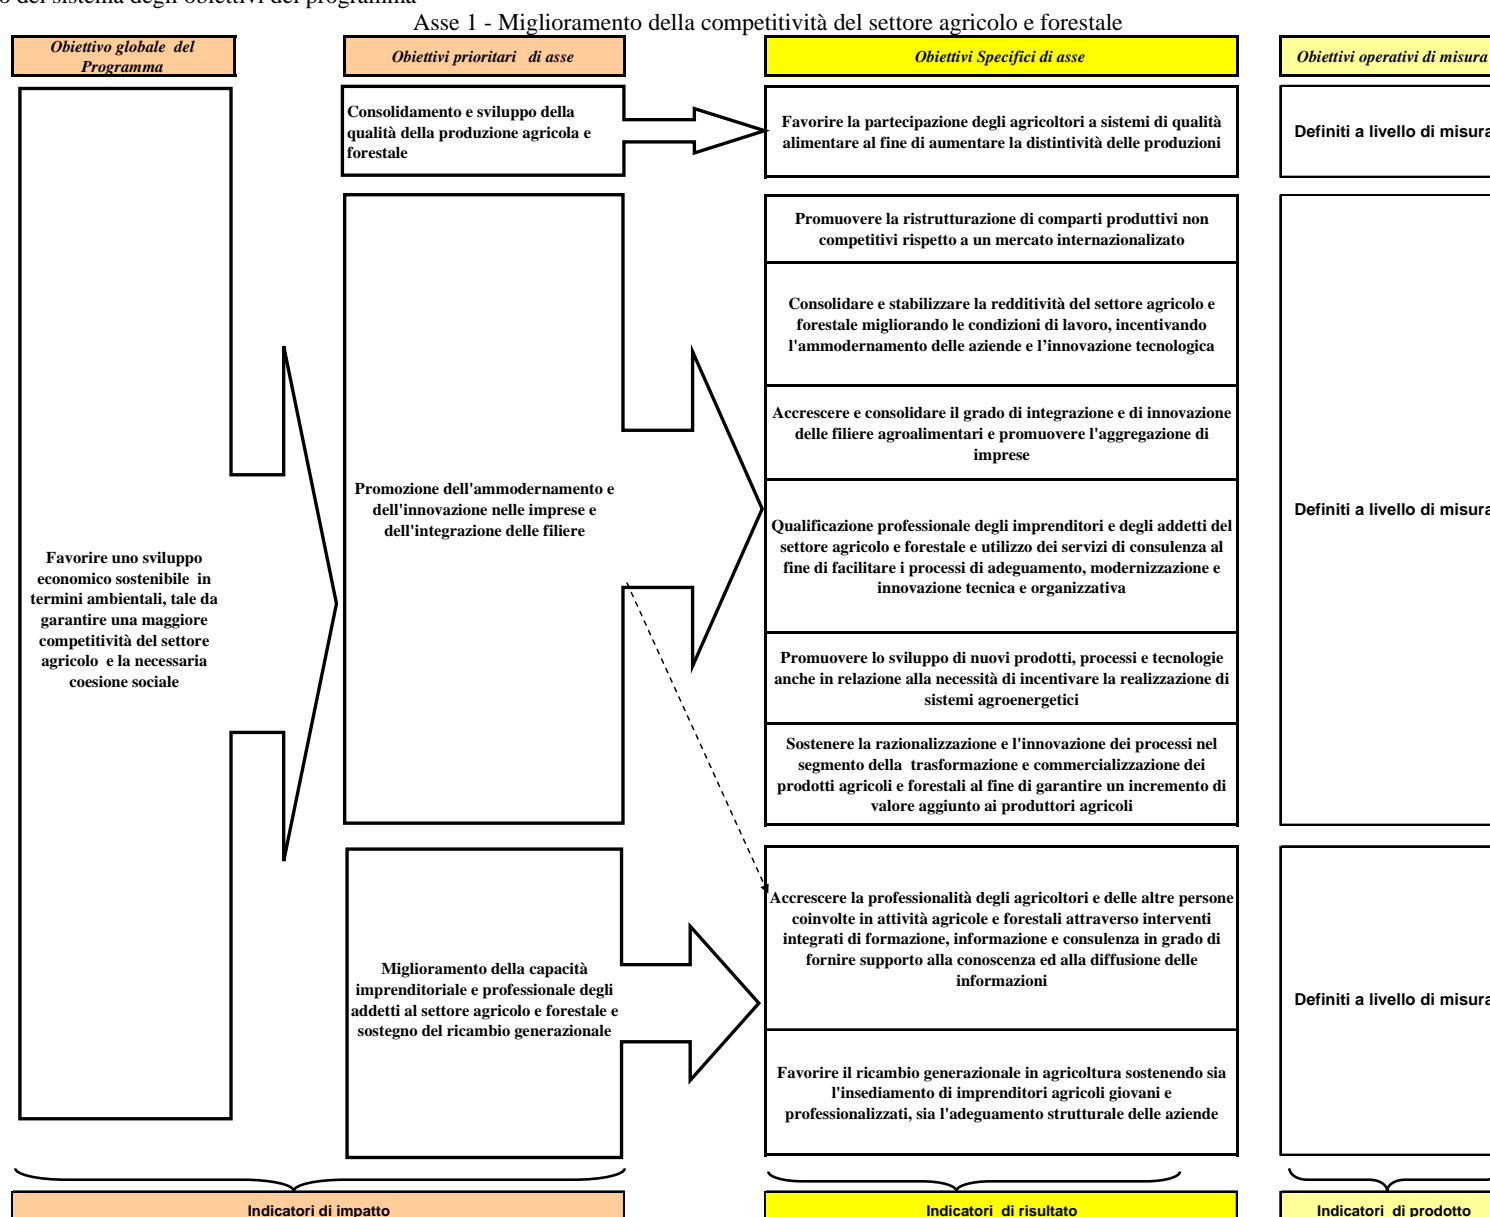 o del sistema degli obiettivi del programma
Asse 1 - Miglioramento della competitività del settore agricolo e forestale
Obiettivo globale del
Programma
Obiettivi prioritari di asse
Obiettivi Specifici di asse
Obiettivi operativi di misura
Consolidamento e sviluppo della
qualità della produzione agricola e
forestale
Favorire la partecipazione degli agricoltori a sistemi di qualità
alimentare al fine di aumentare la distintività delle produzioni
Definiti a livello di misura
Promuovere la ristrutturazione di comparti produttivi non
competitivi rispetto a un mercato internazionalizato
Consolidare e stabilizzare la redditività del settore agricolo e
forestale migliorando le condizioni di lavoro, incentivando
l'ammodernamento delle aziende e l’innovazione tecnologica
Accrescere e consolidare il grado di integrazione e di innovazione
delle filiere agroalimentari e promuovere l'aggregazione di
imprese
Promozione dell'ammodernamento e
dell'innovazione nelle imprese e
dell'integrazione delle filiere
Qualificazione professionale degli imprenditori e degli addetti del
settore agricolo e forestale e utilizzo dei servizi di consulenza al
fine di facilitare i processi di adeguamento, modernizzazione e
innovazione tecnica e organizzativa
Definiti a livello di misura
Favorire uno sviluppo
economico sostenibile in
termini ambientali, tale da
garantire una maggiore
competitività del settore
agricolo e la necessaria
coesione sociale
Promuovere lo sviluppo di nuovi prodotti, processi e tecnologie
anche in relazione alla necessità di incentivare la realizzazione di
sistemi agroenergetici
Sostenere la razionalizzazione e l'innovazione dei processi nel
segmento della trasformazione e commercializzazione dei
prodotti agricoli e forestali al fine di garantire un incremento di
valore aggiunto ai produttori agricoli
Accrescere la professionalità degli agricoltori e delle altre persone
coinvolte in attività agricole e forestali attraverso interventi
integrati di formazione, informazione e consulenza in grado di
fornire supporto alla conoscenza ed alla diffusione delle
informazioni
Miglioramento della capacità
imprenditoriale e professionale degli
addetti al settore agricolo e forestale e
sostegno del ricambio generazionale
Definiti a livello di misura
Favorire il ricambio generazionale in agricoltura sostenendo sia
l'insediamento di imprenditori agricoli giovani e
professionalizzati, sia l'adeguamento strutturale delle aziende
Indicatori di impatto
Indicatori di risultato
Indicatori di prodotto